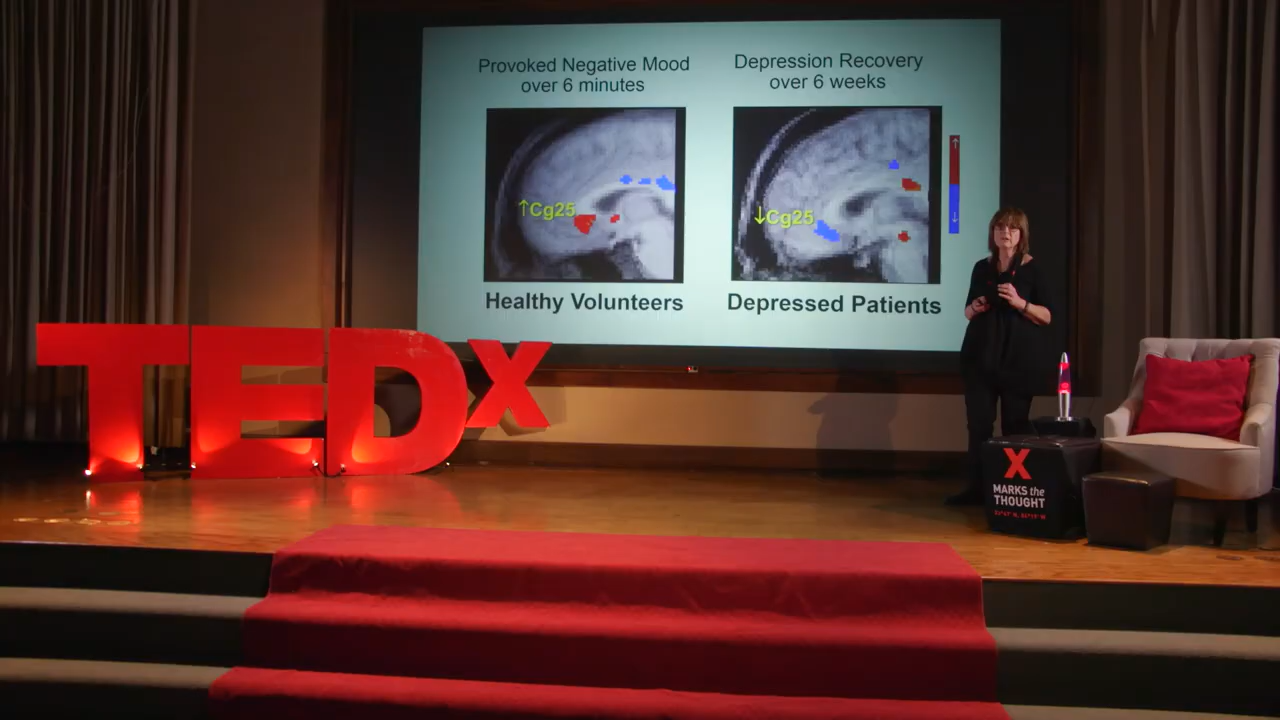 Provoked Negative Mood
over 6 minutes
Depression Recovery
over 6 weeks
↑Cg25
↓Cg25
Healthy Volunteers
Depressed Patients
TEDx
X
MARKS the
THOUGHT